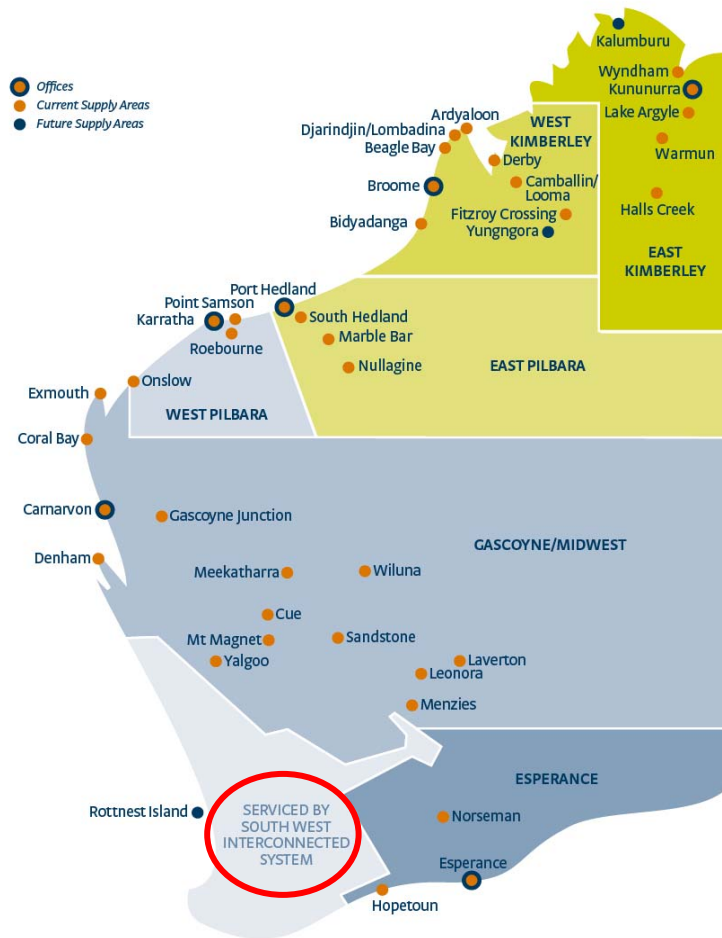 Kalumburu
Offices
Current Supply Areas
Future Supply Areas
Wyndham
Kununurra
Lake Argyle
Ardyaloon
Djarindjin/Lombadina
Beagle Bay
WEST
KIMBERLEY
Derby
Warmun
Broome
Camballin/
Looma
Halls Creek
Bidyadanga
Fitzroy Crossing
Yungngora
EAST
KIMBERLEY
Port Hedland
Point Samson
Karratha
South Hedland
Roebourne
Marble Bar
Nullagine
EAST PILBARA
Onslow
Exmouth
WEST PILBARA
Coral Bay
Carnarvon
Gascoyne Junction
GASCOYNE/MIDWEST
Denham
Meekatharra
Wiluna
Cue
Mt Magnet
Sandstone
Yalgoo
Laverton
Leonora
Menzies
ESPERANCE
Rottnest Island
SERVICED BY
SOUTH WEST
INTERCONNECTED
SYSTEM
Norseman
Esperance
Hopetoun